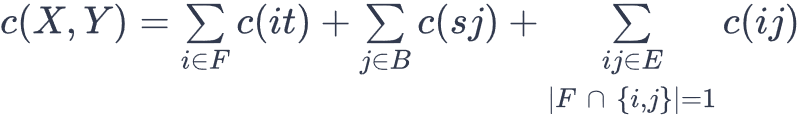 c(X, Y) = ∑_{i∈F} c(it) + ∑_{j∈B} c(sj) + ∑_{ij∈E, |F ∩ {i,j}|=1} c(ij)